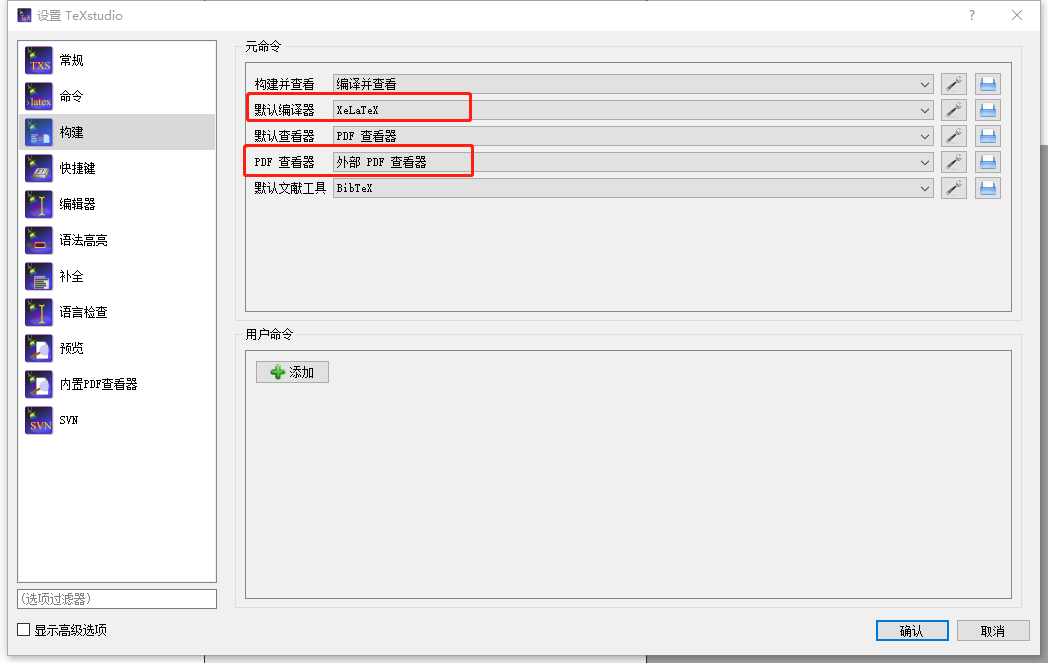 设置 TeXstudio
?
TXS 常规
>latex 命令
构建
快捷键
编辑器
语法高亮
补全
语言检查
预览
内置PDF查看器
SVN SVN
(选项过滤器)
显示高级选项
元命令
构建并查看 编译并查看
默认编译器 XeLaTeX
默认查看器 PDF 查看器
PDF 查看器 外部 PDF 查看器
默认文献工具 BibTeX
用户命令
添加
确认 取消